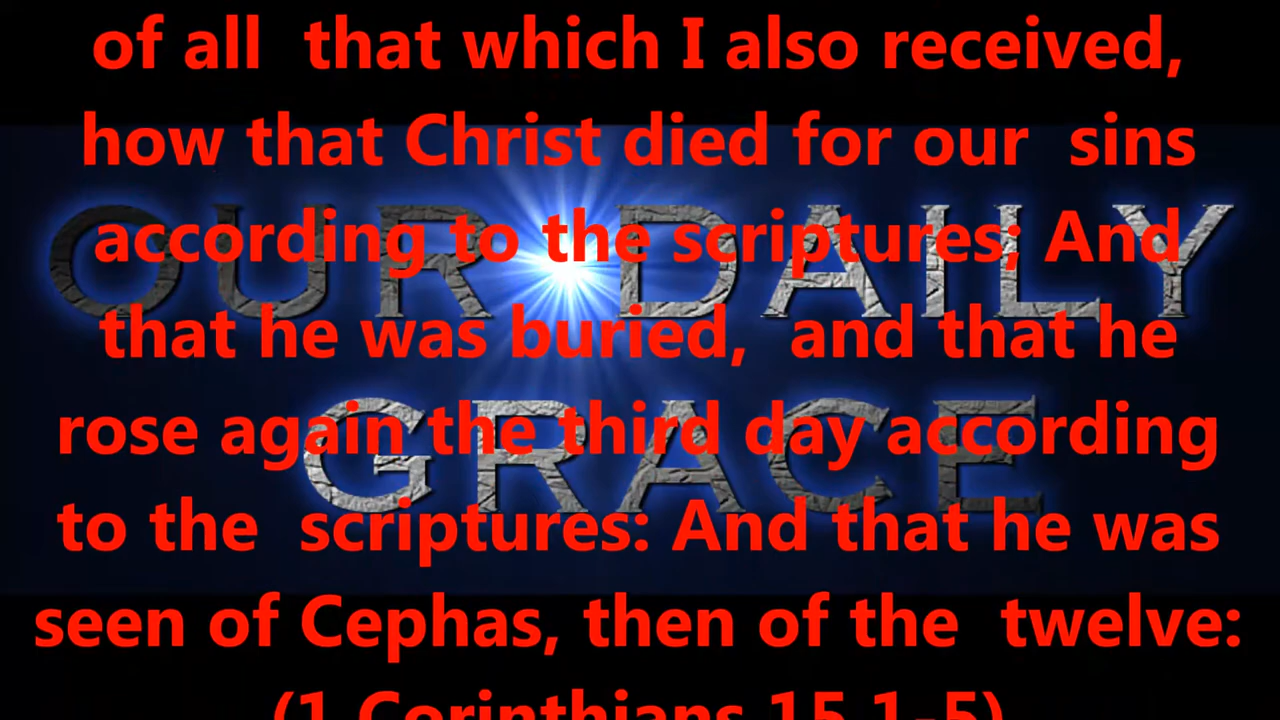 of all  that which I also received,
how that Christ died for our  sins
according to the scriptures; And
that he was buried,  and that he
rose again the third day according
to the  scriptures: And that he was
seen of Cephas, then of the  twelve:
(1 Corinthians 15 1-5)
OUR DAILY
GRACE